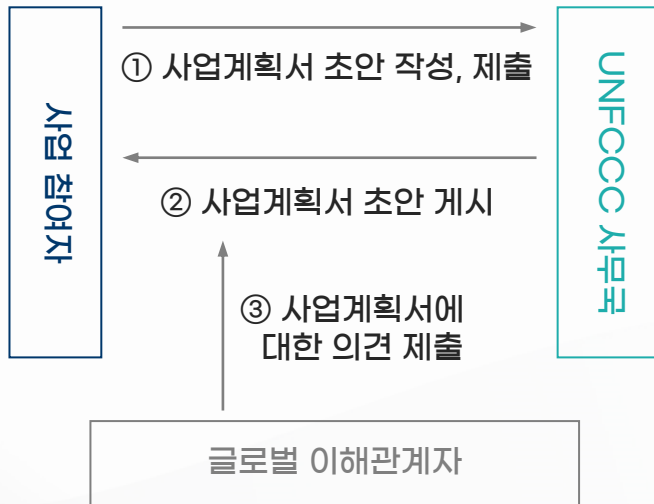 ① 사업계획서 초안 작성, 제출
사업 참여자
UNFCCC 사무국
② 사업계획서 초안 게시
③ 사업계획서에
대한 의견 제출
글로벌 이해관계자